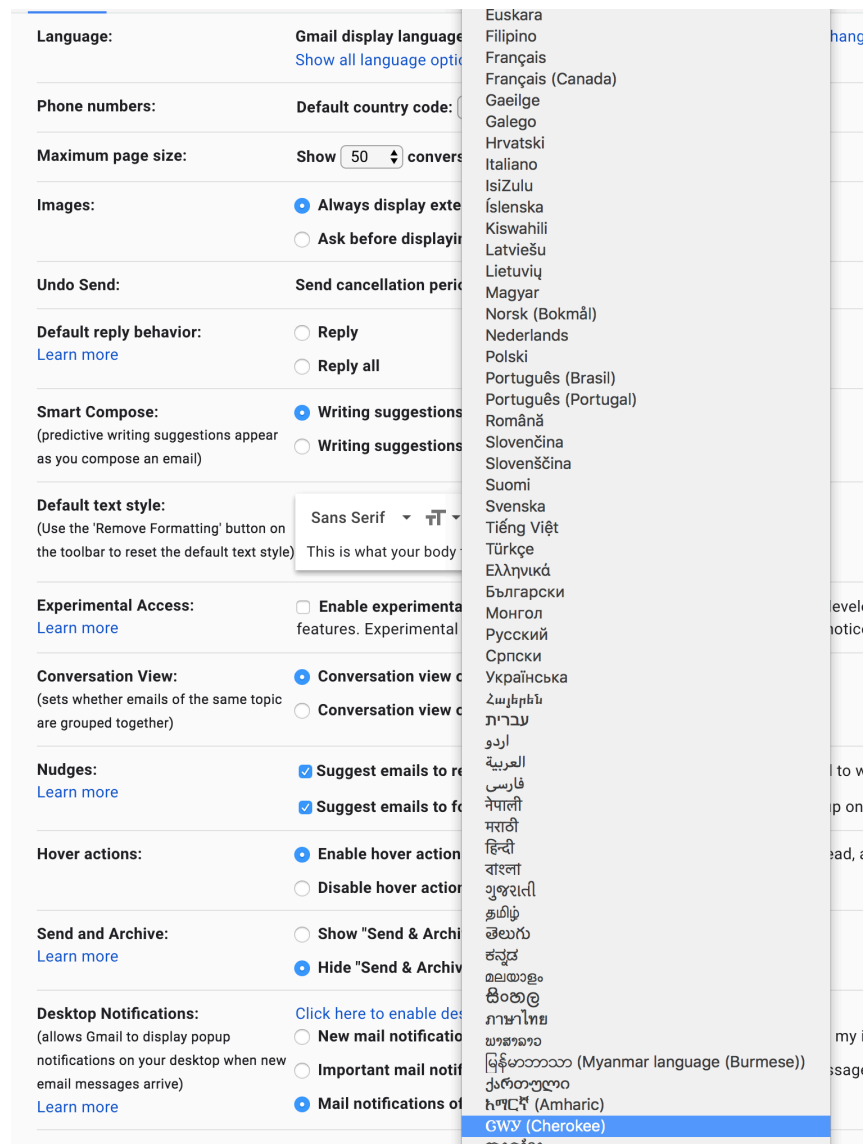 Language:
Gmail display language
Show all language optio
Phone numbers:
Default country code:
Maximum page size:
Show 50 convers
Images:
Always display exte
Ask before displayin
Undo Send:
Send cancellation perio
Default reply behavior:
Learn more
Reply
Reply all
Smart Compose:
(predictive writing suggestions appear
as you compose an email)
Writing suggestions
Writing suggestions
Default text style:
(Use the 'Remove Formatting' button on
the toolbar to reset the default text style)
Sans Serif
This is what your body
Experimental Access:
Learn more
Enable experimenta
features. Experimental
Conversation View:
(sets whether emails of the same topic
are grouped together)
Conversation view o
Conversation view o
Nudges:
Learn more
Suggest emails to re
Suggest emails to fo
Hover actions:
Enable hover action
Disable hover action
Send and Archive:
Learn more
Show "Send & Archi
Hide "Send & Archiv
Desktop Notifications:
(allows Gmail to display popup
notifications on your desktop when new
email messages arrive)
Learn more
Click here to enable des
New mail notificatio
Important mail notif
Mail notifications of
Euskara
Filipino
Français
Français (Canada)
Gaeilge
Galego
Hrvatski
Italiano
IsiZulu
Íslenska
Kiswahili
Latviešu
Lietuvių
Magyar
Norsk (Bokmål)
Nederlands
Polski
Português (Brasil)
Português (Portugal)
Română
Slovenčina
Slovenščina
Suomi
Svenska
Tiếng Việt
Türkçe
Ελληνικά
Български
Монгол
Русский
Српски
Українська
Հայերեն
עברית
اردو
العربية
فارسی
नेपाली
मराठी
हिन्दी
বাংলা
ગુજરાતી
தமிழ்
తెలుగు
ಕನ್ನಡ
മലയാളം
සිංහල
ภาษาไทย
ພາສາລາວ
မြန်မာဘာသာ (Myanmar language (Burmese))
ქართული
አማርኛ (Amharic)
ᏣᎳᎩ (Cherokee)
hang
levelo
notice
to w
up on
ead, a
my i
ssage